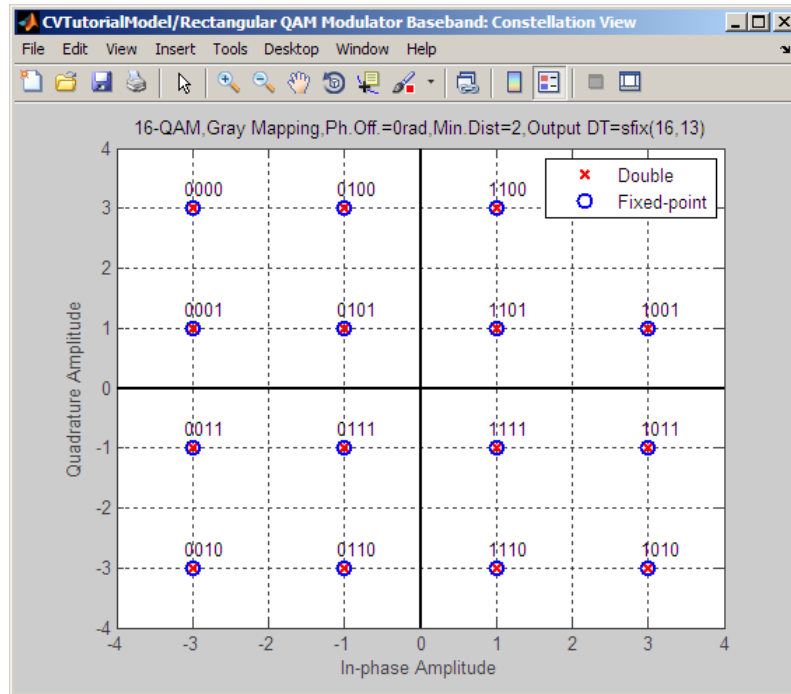 CVTutorialModel/Rectangular QAM Modulator Baseband: Constellation View
File Edit View Insert Tools Desktop Window Help
16-QAM,Gray Mapping,Ph.Off.=0rad,Min.Dist=2,Output DT=sfix(16,13)
Double
Fixed-point
4
0000 0100 1100
3
2
0001 0101 1101 1001
1
Quadrature Amplitude
0
0011 0111 1111 1011
-1
-2
0010 0110 1110 1010
-3
-4
-4 -3 -2 -1 0 1 2 3 4
In-phase Amplitude